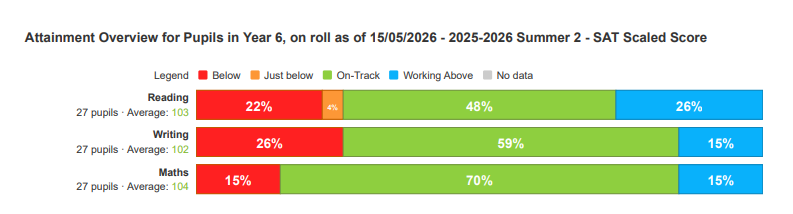 Attainment Overview for Pupils in Year 6, on roll as of 15/05/2026 - 2025-2026 Summer 2 - SAT Scaled Score
Legend Below Just below On-Track Working Above No data
Reading
27 pupils · Average: 103
22% 4% 48% 26%
Writing
27 pupils · Average: 102
26% 59% 15%
Maths
27 pupils · Average: 104
15% 70% 15%